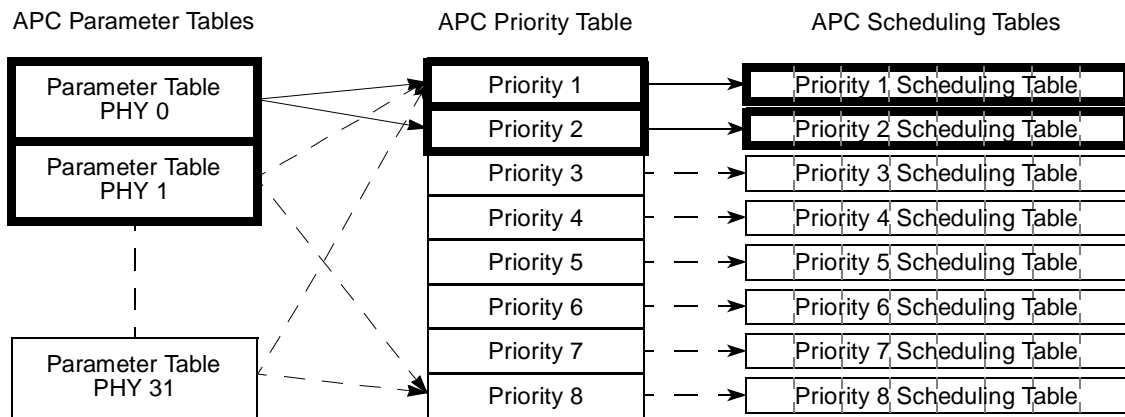 APC Parameter Tables
APC Priority Table
APC Scheduling Tables
Parameter Table
PHY 0
Parameter Table
PHY 1
Parameter Table
PHY 31
Priority 1
Priority 2
Priority 3
Priority 4
Priority 5
Priority 6
Priority 7
Priority 8
Priority 1 Scheduling Table
Priority 2 Scheduling Table
Priority 3 Scheduling Table
Priority 4 Scheduling Table
Priority 5 Scheduling Table
Priority 6 Scheduling Table
Priority 7 Scheduling Table
Priority 8 Scheduling Table